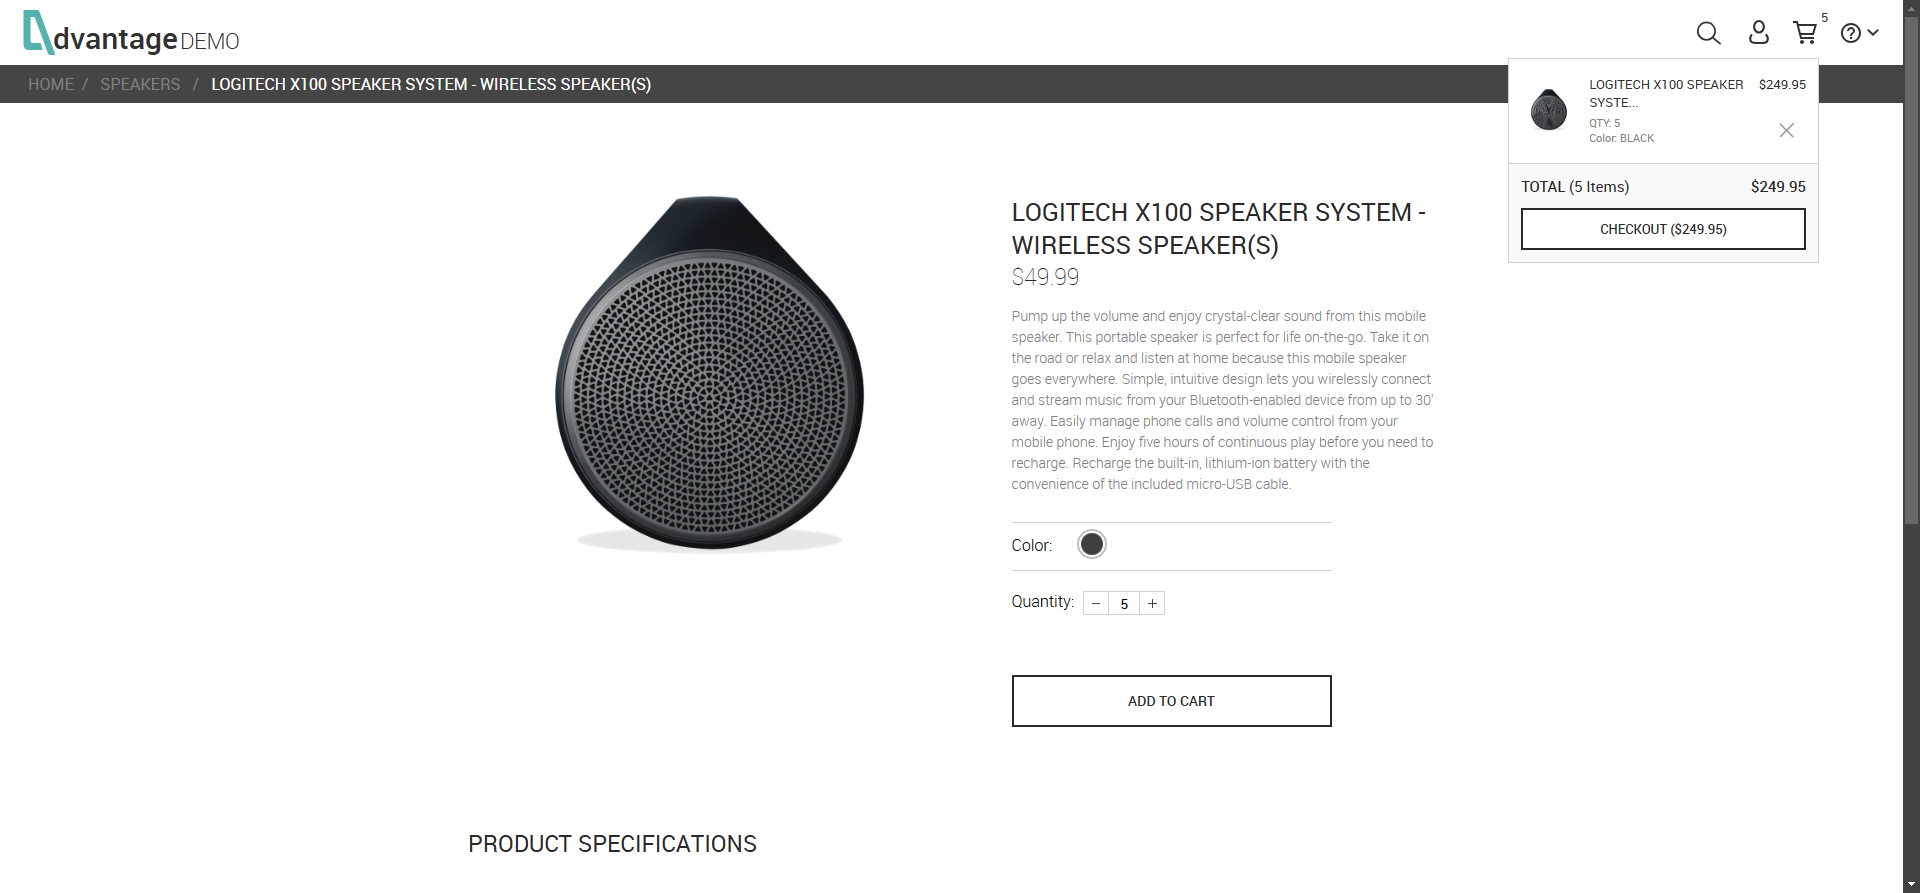 dvantage DEMO
5
HOME / SPEAKERS / LOGITECH X100 SPEAKER SYSTEM - WIRELESS SPEAKER(S)
LOGITECH X100 SPEAKER SYSTE... $249.95
QTY: 5
Color: BLACK
TOTAL (5 Items) $249.95
CHECKOUT ($249.95)
LOGITECH X100 SPEAKER SYSTEM -
WIRELESS SPEAKER(S)
$49.99
Pump up the volume and enjoy crystal-clear sound from this mobile
speaker. This portable speaker is perfect for life on-the-go. Take it on
the road or relax and listen at home because this mobile speaker
goes everywhere. Simple, intuitive design lets you wirelessly connect
and stream music from your Bluetooth-enabled device from up to 30'
away. Easily manage phone calls and volume control from your
mobile phone. Enjoy five hours of continuous play before you need to
recharge. Recharge the built-in, lithium-ion battery with the
convenience of the included micro-USB cable.
Color:
Quantity: − 5 +
ADD TO CART
PRODUCT SPECIFICATIONS